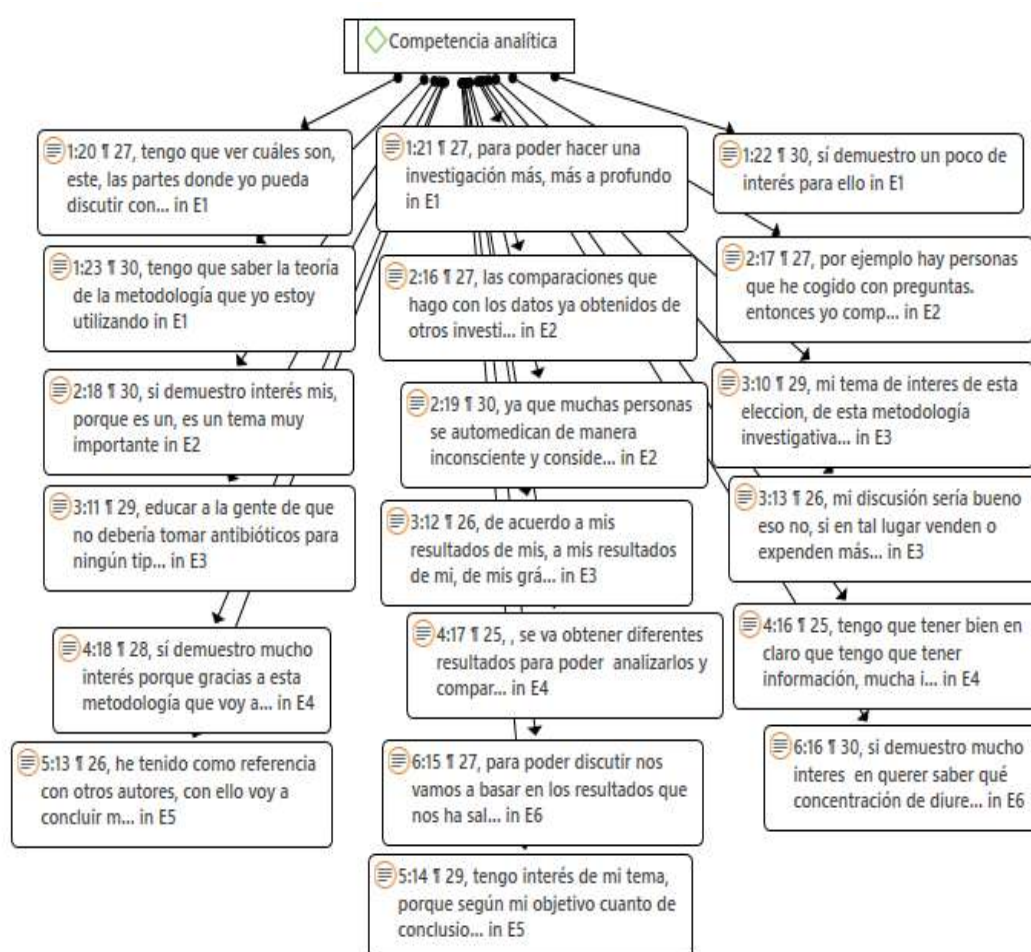 Competencia analítica
1:20 ¶ 27, tengo que ver cuáles son,
este, las partes donde yo pueda
discutir con... in E1
1:21 ¶ 27, para poder hacer una
investigación más, más a profundo
in E1
1:22 ¶ 30, sí demuestro un poco de
interés para ello in E1
1:23 ¶ 30, tengo que saber la teoría
de la metodología que yo estoy
utilizando in E1
2:16 ¶ 27, las comparaciones que
hago con los datos ya obtenidos de
otros investi... in E2
2:17 ¶ 27, por ejemplo hay personas
que he cogido con preguntas.
entonces yo comp... in E2
2:18 ¶ 30, si demuestro interés mis,
porque es un, es un tema muy
importante in E2
2:19 ¶ 30, ya que muchas personas
se automedican de manera
inconsciente y conside... in E2
3:10 ¶ 29, mi tema de interes de esta
eleccion, de esta metodología
investigativa... in E3
3:11 ¶ 29, educar a la gente de que
no debería tomar antibióticos para
ningún tip... in E3
3:12 ¶ 26, de acuerdo a mis
resultados de mis, a mis resultados
de mi, de mis grá... in E3
3:13 ¶ 26, mi discusión sería bueno
eso no, si en tal lugar venden o
expenden más... in E3
4:18 ¶ 28, sí demuestro mucho
interés porque gracias a esta
metodología que voy a... in E4
4:17 ¶ 25, , se va obtener diferentes
resultados para poder analizarlos y
compar... in E4
4:16 ¶ 25, tengo que tener bien en
claro que tengo que tener
información, mucha i... in E4
5:13 ¶ 26, he tenido como referencia
con otros autores, con ello voy a
concluir m... in E5
6:15 ¶ 27, para poder discutir nos
vamos a basar en los resultados que
nos ha sal... in E6
6:16 ¶ 30, si demuestro mucho
interes en querer saber qué
concentración de diure... in E6
5:14 ¶ 29, tengo interés de mi tema,
porque según mi objetivo cuanto de
conclusio... in E5